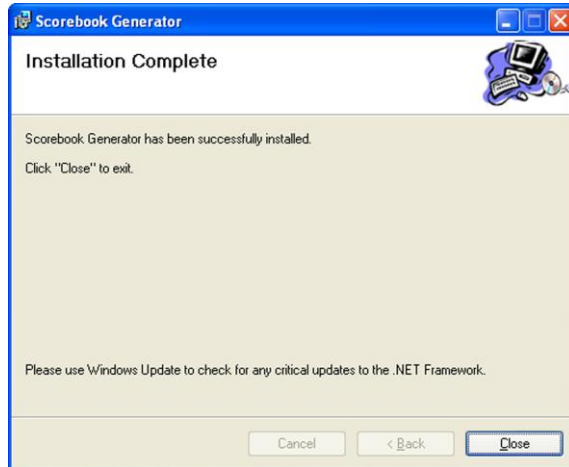 Scorebook Generator
Installation Complete
Scorebook Generator has been successfully installed.
Click "Close" to exit.
Please use Windows Update to check for any critical updates to the .NET Framework.
Cancel
< Back
Close